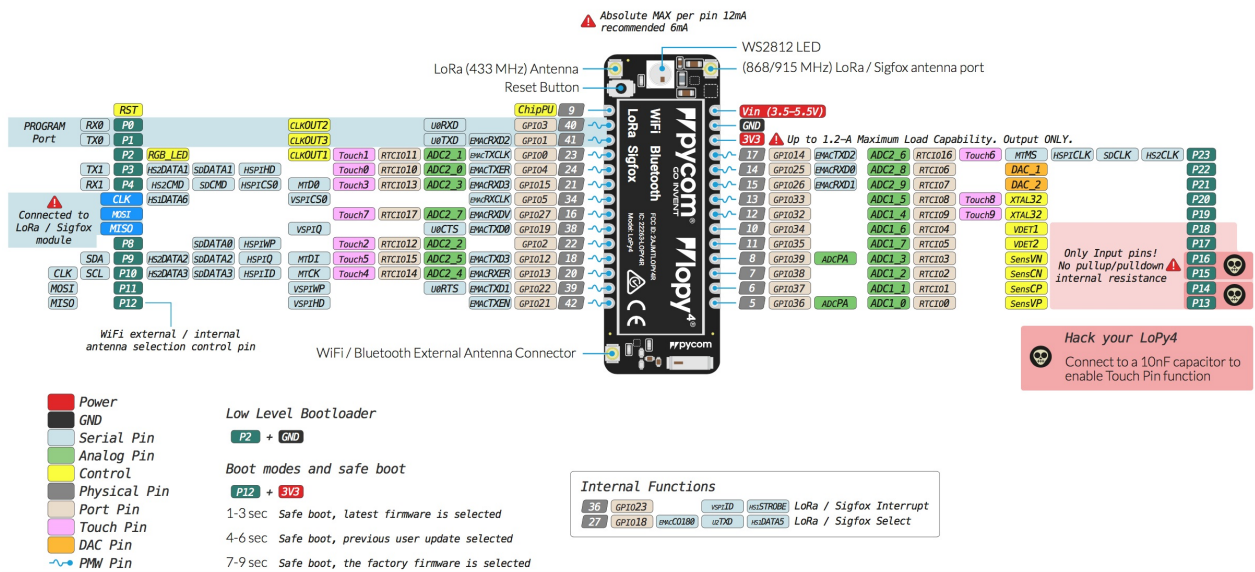 Absolute MAX per pin 12mA
recommended 6mA
WS2812 LED
LoRa (433 MHz) Antenna
(868/915 MHz) LoRa / Sigfox antenna port
Reset Button
RST ChipPU 9 Vin (3.5-5.5V)
PROGRAM Port
RX0 P0 CLKOUT2 U0RXD GPIO3 40 GND
TX0 P1 CLKOUT3 U0TXD EMACRXD2 GPIO1 41 3V3 Up to 1.2-A Maximum Load Capability. Output ONLY.
P2 RGB_LED CLKOUT1 Touch1 RTCIO11 ADC2_1 EMACTXCLK GPIO0 23 17 GPIO14 EMACTXD2 ADC2_6 RTCIO16 Touch6 MTMS HSPICLK SDCLK HS2CLK P23
TX1 P3 HS2DATA1 SDDATA1 HSPIHD Touch0 RTCIO10 ADC2_0 EMACTXER GPIO4 24 14 GPIO25 EMACRXD0 ADC2_8 RTCIO6 DAC_1 P22
RX1 P4 HS2CMD SDCMD HSPICS0 MTD0 Touch3 RTCIO13 ADC2_3 EMACRXD3 GPIO15 21 15 GPIO26 EMACRXD1 ADC2_9 RTCIO7 DAC_2 P21
CLK HS1DATA6 VSPICS0 EMACRXCLK GPIO5 34 13 GPIO33 ADC1_5 RTCIO8 Touch8 XTAL32 P20
MOSI Touch7 RTCIO17 ADC2_7 EMACRXDV GPIO27 16 12 GPIO32 ADC1_4 RTCIO9 Touch9 XTAL32 P19
MISO VSPIQ U0CTS EMACTXD0 GPIO19 38 10 GPIO34 ADC1_6 RTCIO4 VDET1 P18
Connected to
LoRa / Sigfox
module
P8 SDDATA0 HSPIWP Touch2 RTCIO12 ADC2_2 GPIO2 22 11 GPIO35 ADC1_7 RTCIO5 VDET2 P17
SDA P9 HS2DATA2 SDDATA2 HSPIQ MTDI Touch5 RTCIO15 ADC2_5 EMACTXD3 GPIO12 18 8 GPIO39 ADCPA ADC1_3 RTCIO3 SensVN P16
CLK SCL P10 HS2DATA3 SDDATA3 HSPIID MTCK Touch4 RTCIO14 ADC2_4 EMACRXER GPIO13 20 7 GPIO38 ADC1_2 RTCIO2 SensCN P15
MOSI P11 VSPIWP U0RTS EMACTXD1 GPIO22 39 6 GPIO37 ADC1_1 RTCIO1 SensCP P14
MISO P12 VSPIHD EMACTXEN GPIO21 42 5 GPIO36 ADCPA ADC1_0 RTCIO0 SensVP P13
Only Input pins!
No pullup/pulldown
internal resistance
WiFi Bluetooth
LoRa Sigfox
pycom
GO INVENT
FCC ID: 2AJMTLOPY4R
IC: 22263-LOPY4R
Model: LoPy4
lopy4
CE
pycom
WiFi external / internal
antenna selection control pin
WiFi / Bluetooth External Antenna Connector
Hack your LoPy4
Connect to a 10nF capacitor to
enable Touch Pin function
Power
GND
Serial Pin
Analog Pin
Control
Physical Pin
Port Pin
Touch Pin
DAC Pin
PMW Pin
Low Level Bootloader
P2 + GND
Boot modes and safe boot
P12 + 3V3
1-3 sec Safe boot, latest firmware is selected
4-6 sec Safe boot, previous user update selected
7-9 sec Safe boot, the factory firmware is selected
Internal Functions
36 GPIO23 VSPIID HS1STROBE LoRa / Sigfox Interrupt
27 GPIO18 EMACCO180 U2TXD HS1DATA5 LoRa / Sigfox Select